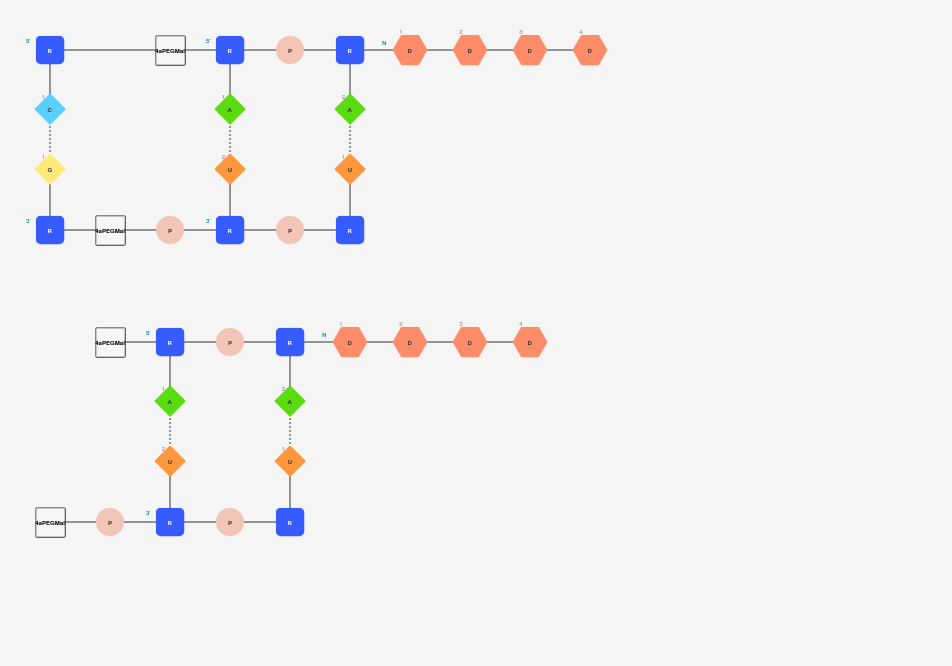 1 2 3 4
5' R 4aPEGMal 5' R P R N D D D D
1 1 2
C A A
1 2 1
G U U
3' R 4aPEGMal P 3' R P R
1 2 3 4
4aPEGMal 5' R P R N D D D D
1 2
A A
2 1
U U
4aPEGMal P 3' R P R